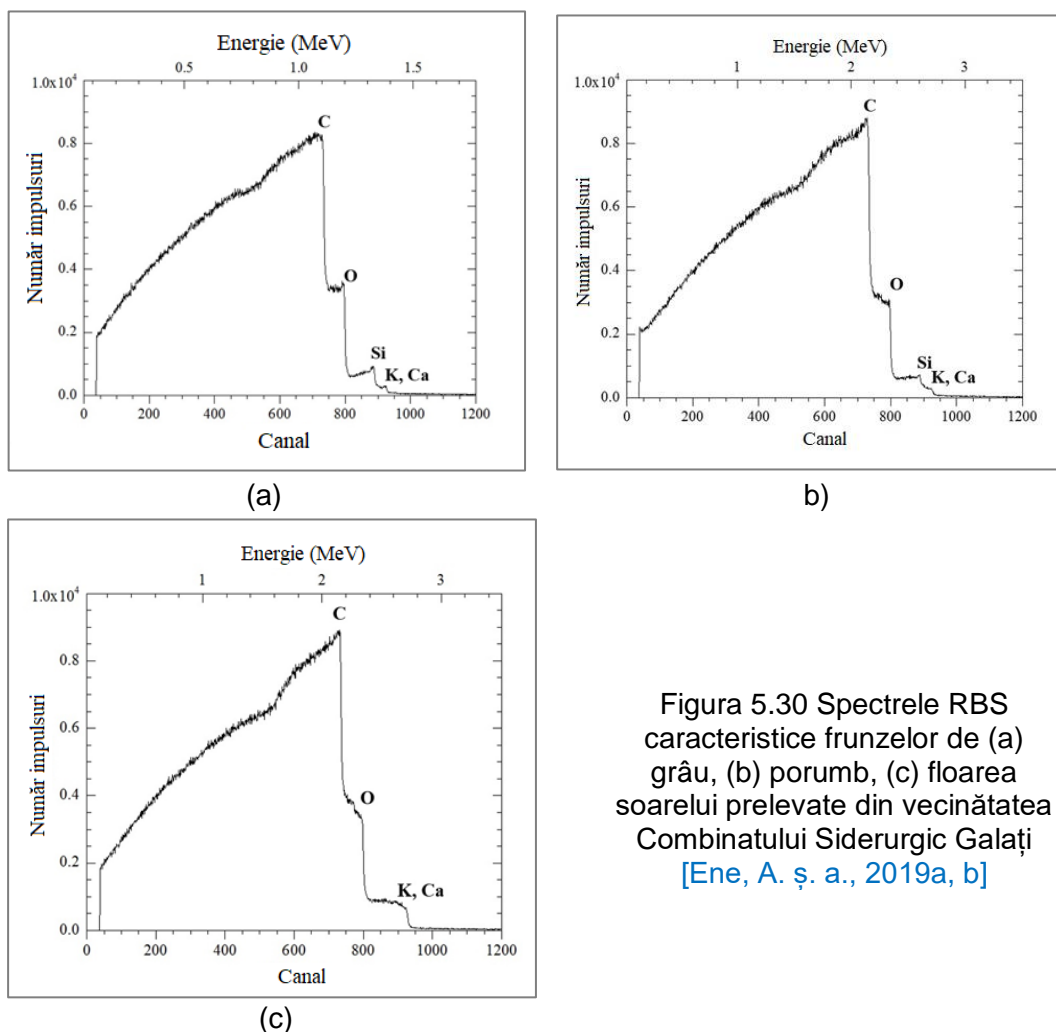 Energie (MeV)
0.5 1.0 1.5
1.0x10⁴
0.8
0.6
0.4
0.2
0.0
Număr impulsuri
C
O
Si
K, Ca
0 200 400 600 800 1000 1200
Canal
(a)
Energie (MeV)
1 2 3
1.0x10⁴
0.8
0.6
0.4
0.2
0.0
Număr impulsuri
C
O
Si
K, Ca
0 200 400 600 800 1000 1200
Canal
b)
Energie (MeV)
1 2 3
1.0x10⁴
0.8
0.6
0.4
0.2
0.0
Număr impulsuri
C
O
K, Ca
0 200 400 600 800 1000 1200
Canal
(c)
Figura 5.30 Spectrele RBS
caracteristice frunzelor de (a)
grâu, (b) porumb, (c) floarea
soarelui prelevate din vecinătatea
Combinatului Siderurgic Galați
[Ene, A. ș. a., 2019a, b]